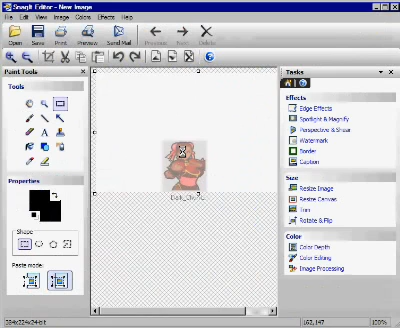 SnagIt Editor - New Image
File Edit View Image Colors Effects Help
Open Save Print Preview Send Mail Previous Next Delete
Paint Tools
Tools
Properties
Shape
Paste mode:
Tasks
Effects
Edge Effects
Spotlight & Magnify
Perspective & Shear
Watermark
Border
Caption
Size
Resize Image
Resize Canvas
Trim
Rotate & Flip
Color
Color Depth
Color Editing
Image Processing
162,147
100%